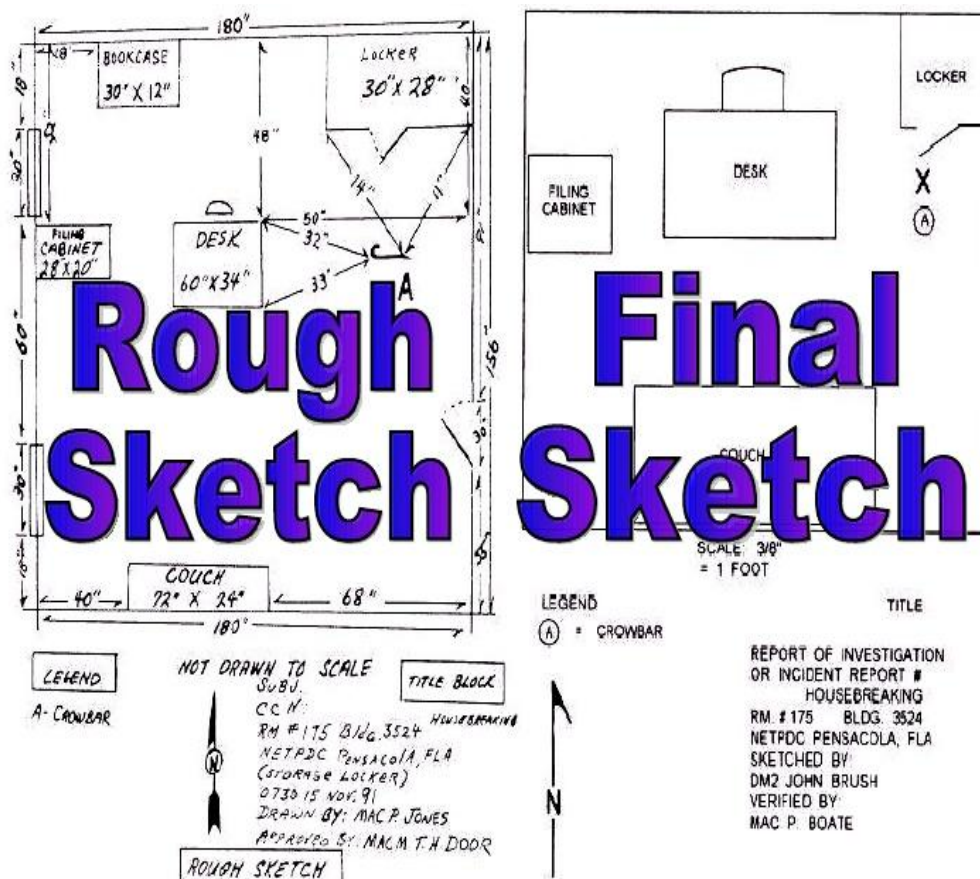 180"
18"
BOOKCASE
30" X 12"
LOCKER
30" X 28"
18"
40"
48"
30"
74"
71"
50"
32"
FILING
CABINET
28" X 20"
DESK
60" X 34"
33"
A
60"
156"
30"
30"
18"
COUCH
72" X 24"
40"
68"
180"
Rough
Sketch
LEGEND
A- CROWBAR
NOT DRAWN TO SCALE
SUBJ.
CCN:
RM #175 Bldg. 3524
NETPDC PENSACOLA, FLA
(STORAGE LOCKER)
0730 15 NOV. 91
DRAWN BY: MAC P. JONES
APPROVED BY: MACM T.H. DOOR
TITLE BLOCK
HOUSEBREAKING
N
ROUGH SKETCH
LOCKER
DESK
FILING
CABINET
X
A
Final
Sketch
COUCH
SCALE: 3/8"
= 1 FOOT
LEGEND
A = CROWBAR
N
TITLE
REPORT OF INVESTIGATION
OR INCIDENT REPORT #
HOUSEBREAKING
RM. #175 BLDG. 3524
NETPDC PENSACOLA, FLA
SKETCHED BY:
DM2 JOHN BRUSH
VERIFIED BY:
MAC P. BOATE